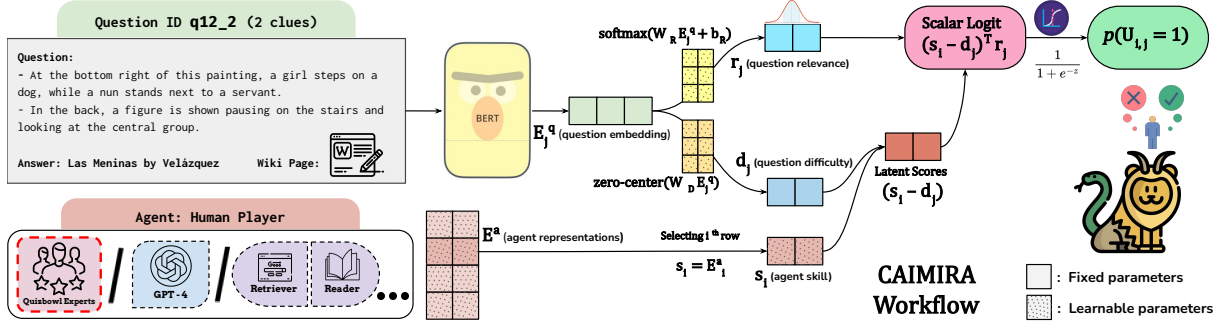 Question ID q12_2 (2 clues)
Question:
- At the bottom right of this painting, a girl steps on a
dog, while a nun stands next to a servant.
- In the back, a figure is shown pausing on the stairs and
looking at the central group.
Answer: Las Meninas by Velázquez Wiki Page:
W
BERT
E_j^q (question embedding)
softmax(W_R E_j^q + b_R)
r_j (question relevance)
d_j (question difficulty)
zero-center(W_D E_j^q)
Scalar Logit
(s_i − d_j)^T r_j
1
1 + e^-z
p(U_i,j = 1)
Latent Scores
(s_i − d_j)
Agent: Human Player
Quizbowl Experts
/
GPT-4
/
Retriever
Reader
E^a (agent representations)
Selecting i^th row
s_i = E^a_i
s_i (agent skill)
CAIMIRA
Workflow
: Fixed parameters
: Learnable parameters